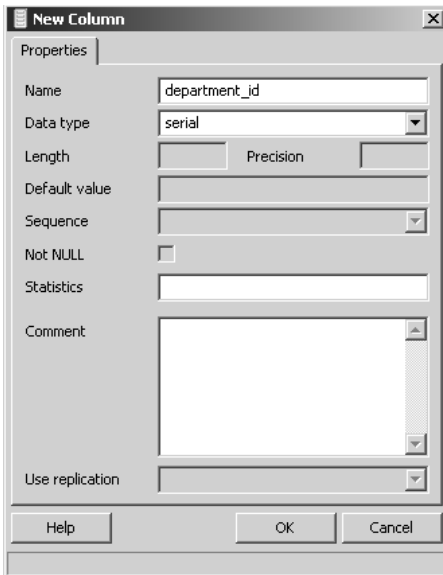 New Column
Properties
Name department_id
Data type serial
Length Precision
Default value
Sequence
Not NULL
Statistics
Comment
Use replication
Help OK Cancel